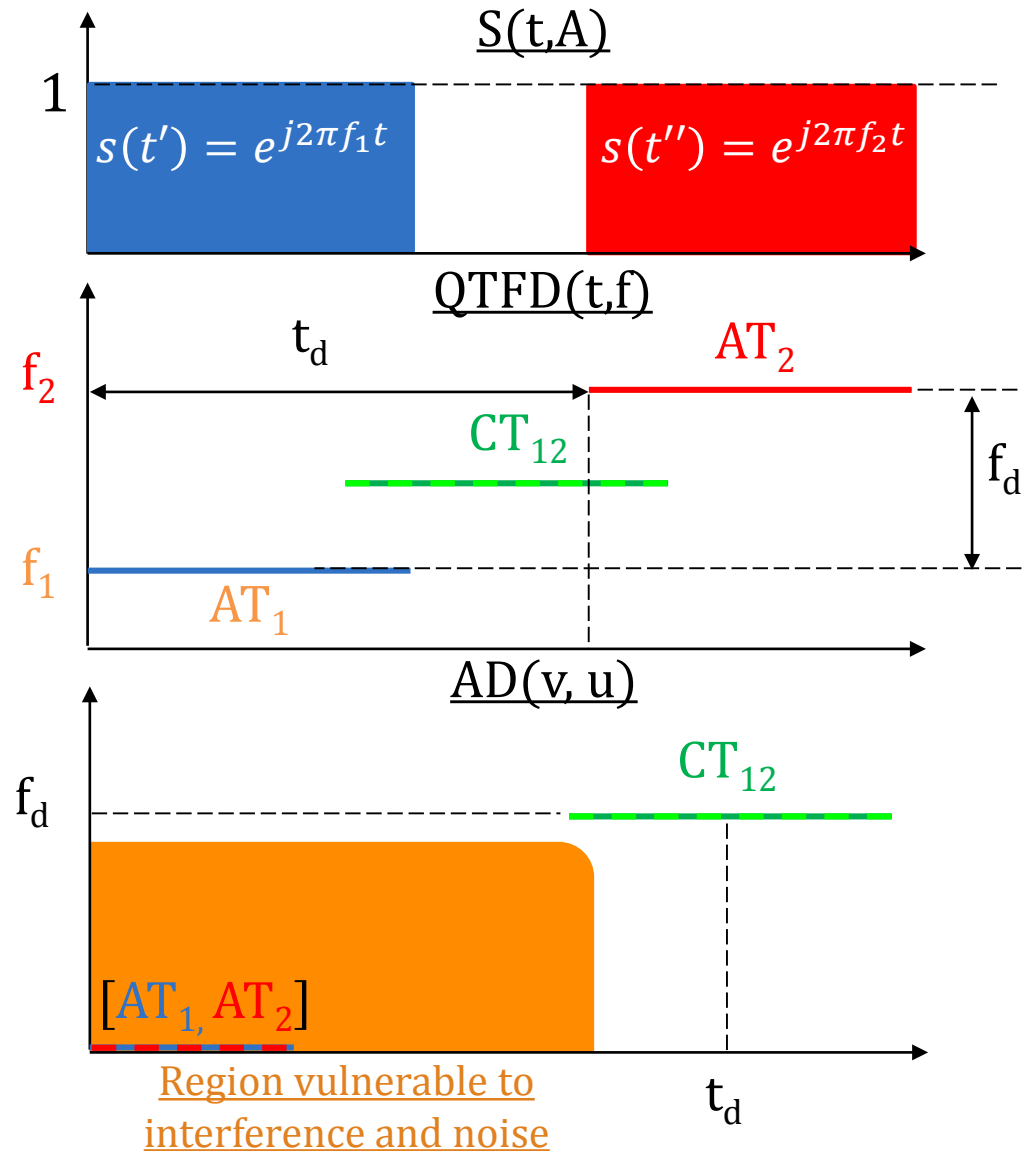 S(t,A)
1
s(t′) = e^{j2πf₁t}
s(t′′) = e^{j2πf₂t}
QTFD(t,f)
t_d
AT₂
f₂
CT₁₂
f_d
f₁
AT₁
AD(v, u)
CT₁₂
f_d
[AT₁, AT₂]
Region vulnerable to
interference and noise
t_d